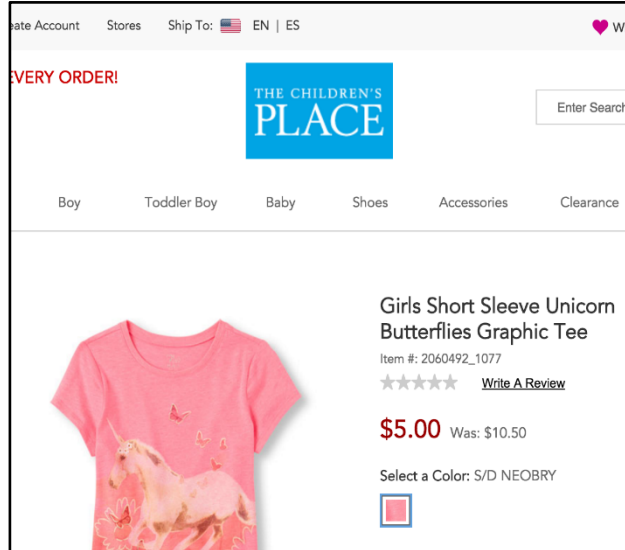 Create Account Stores Ship To: EN | ES
EVERY ORDER!
THE CHILDREN'S
PLACE
Enter Search
Boy Toddler Boy Baby Shoes Accessories Clearance
Girls Short Sleeve Unicorn
Butterflies Graphic Tee
Item #: 2060492_1077
Write A Review
$5.00 Was: $10.50
Select a Color: S/D NEOBRY